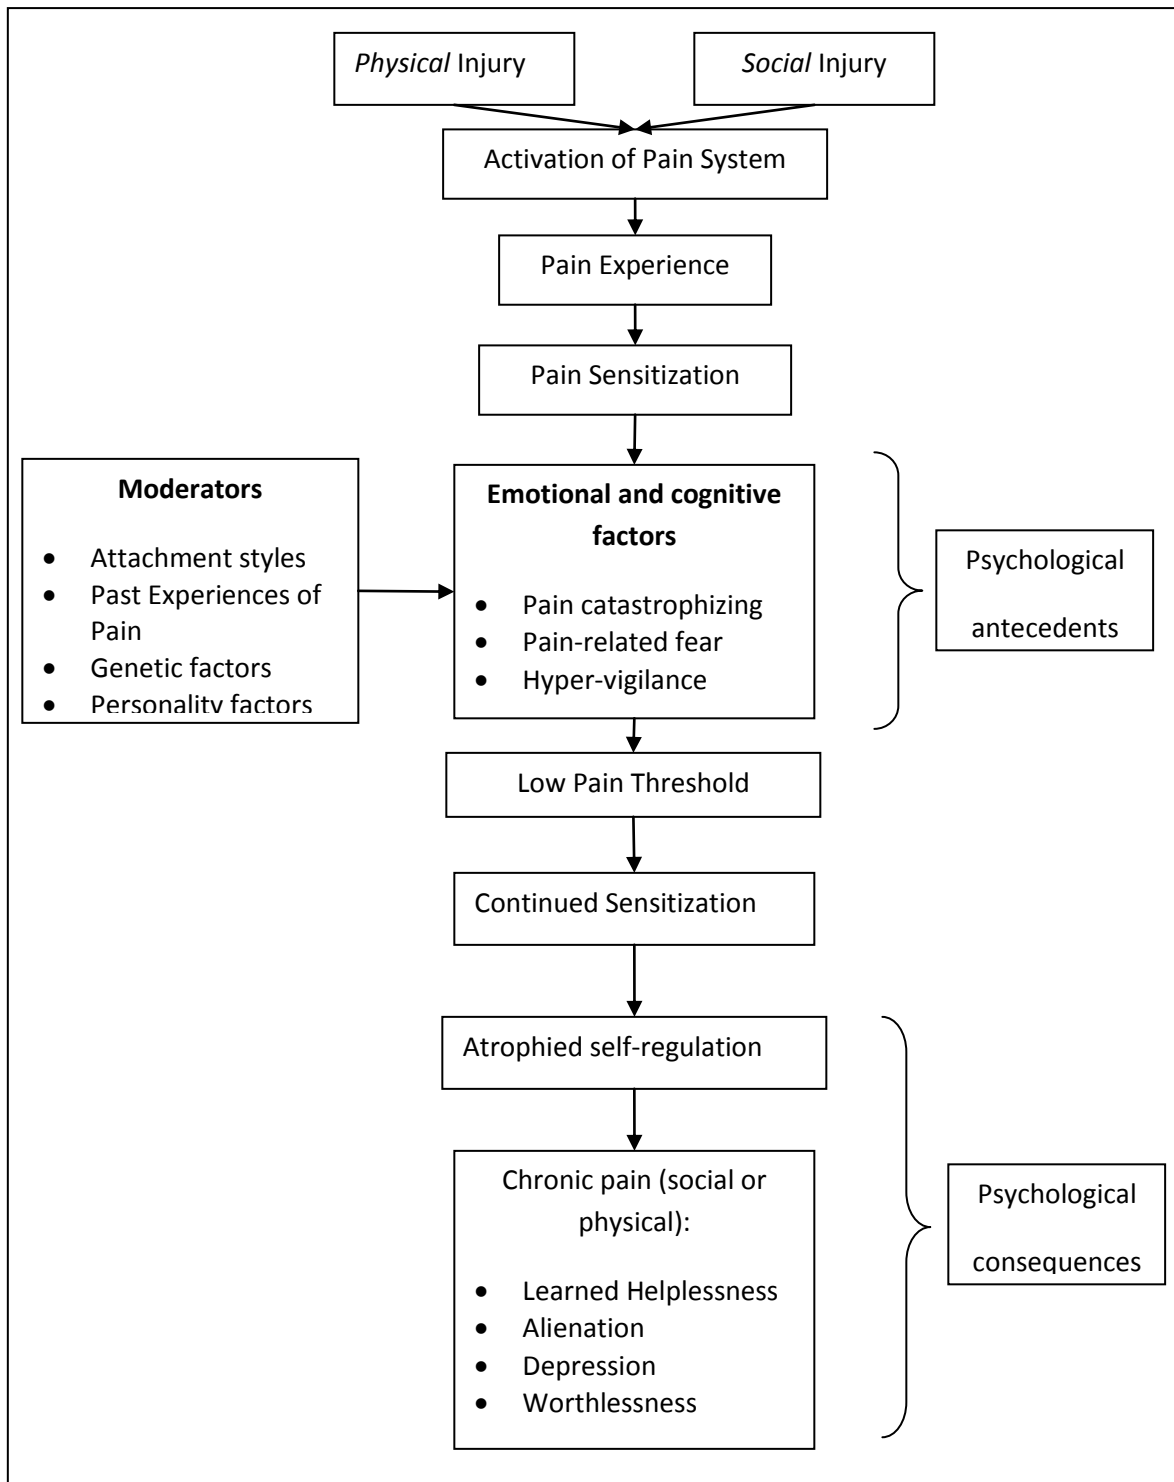 Physical Injury
Social Injury
Activation of Pain System
Pain Experience
Pain Sensitization
Moderators
• Attachment styles
• Past Experiences of
Pain
• Genetic factors
• Personality factors
Emotional and cognitive
factors
• Pain catastrophizing
• Pain-related fear
• Hyper-vigilance
Psychological
antecedents
Low Pain Threshold
Continued Sensitization
Atrophied self-regulation
Chronic pain (social or
physical):
• Learned Helplessness
• Alienation
• Depression
• Worthlessness
Psychological
consequences